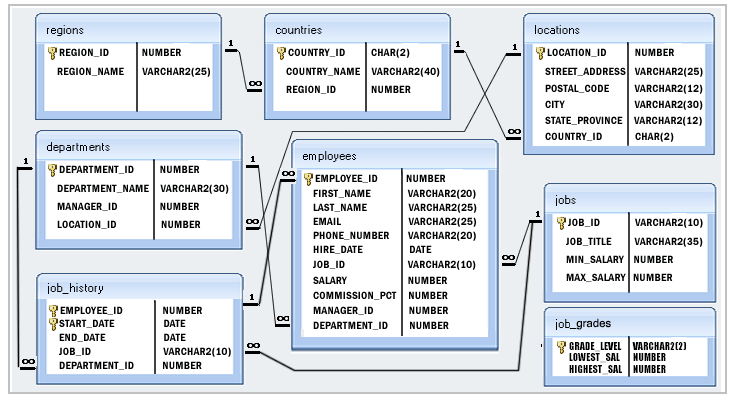 regions
REGION_ID NUMBER
REGION_NAME VARCHAR2(25)
1
∞
countries
COUNTRY_ID CHAR(2)
COUNTRY_NAME VARCHAR2(40)
REGION_ID NUMBER
1
∞
locations
LOCATION_ID NUMBER
STREET_ADDRESS VARCHAR2(25)
POSTAL_CODE VARCHAR2(12)
CITY VARCHAR2(30)
STATE_PROVINCE VARCHAR2(12)
COUNTRY_ID CHAR(2)
1
∞
departments
DEPARTMENT_ID NUMBER
DEPARTMENT_NAME VARCHAR2(30)
MANAGER_ID NUMBER
LOCATION_ID NUMBER
1
1
∞
employees
EMPLOYEE_ID NUMBER
FIRST_NAME VARCHAR2(20)
LAST_NAME VARCHAR2(25)
EMAIL VARCHAR2(25)
PHONE_NUMBER VARCHAR2(20)
HIRE_DATE DATE
JOB_ID VARCHAR2(10)
SALARY NUMBER
COMMISSION_PCT NUMBER
MANAGER_ID NUMBER
DEPARTMENT_ID NUMBER
∞
∞
1
jobs
JOB_ID VARCHAR2(10)
JOB_TITLE VARCHAR2(35)
MIN_SALARY NUMBER
MAX_SALARY NUMBER
job_history
EMPLOYEE_ID NUMBER
START_DATE DATE
END_DATE DATE
JOB_ID VARCHAR2(10)
DEPARTMENT_ID NUMBER
1
∞
∞
∞
job_grades
GRADE_LEVEL VARCHAR2(2)
LOWEST_SAL NUMBER
HIGHEST_SAL NUMBER